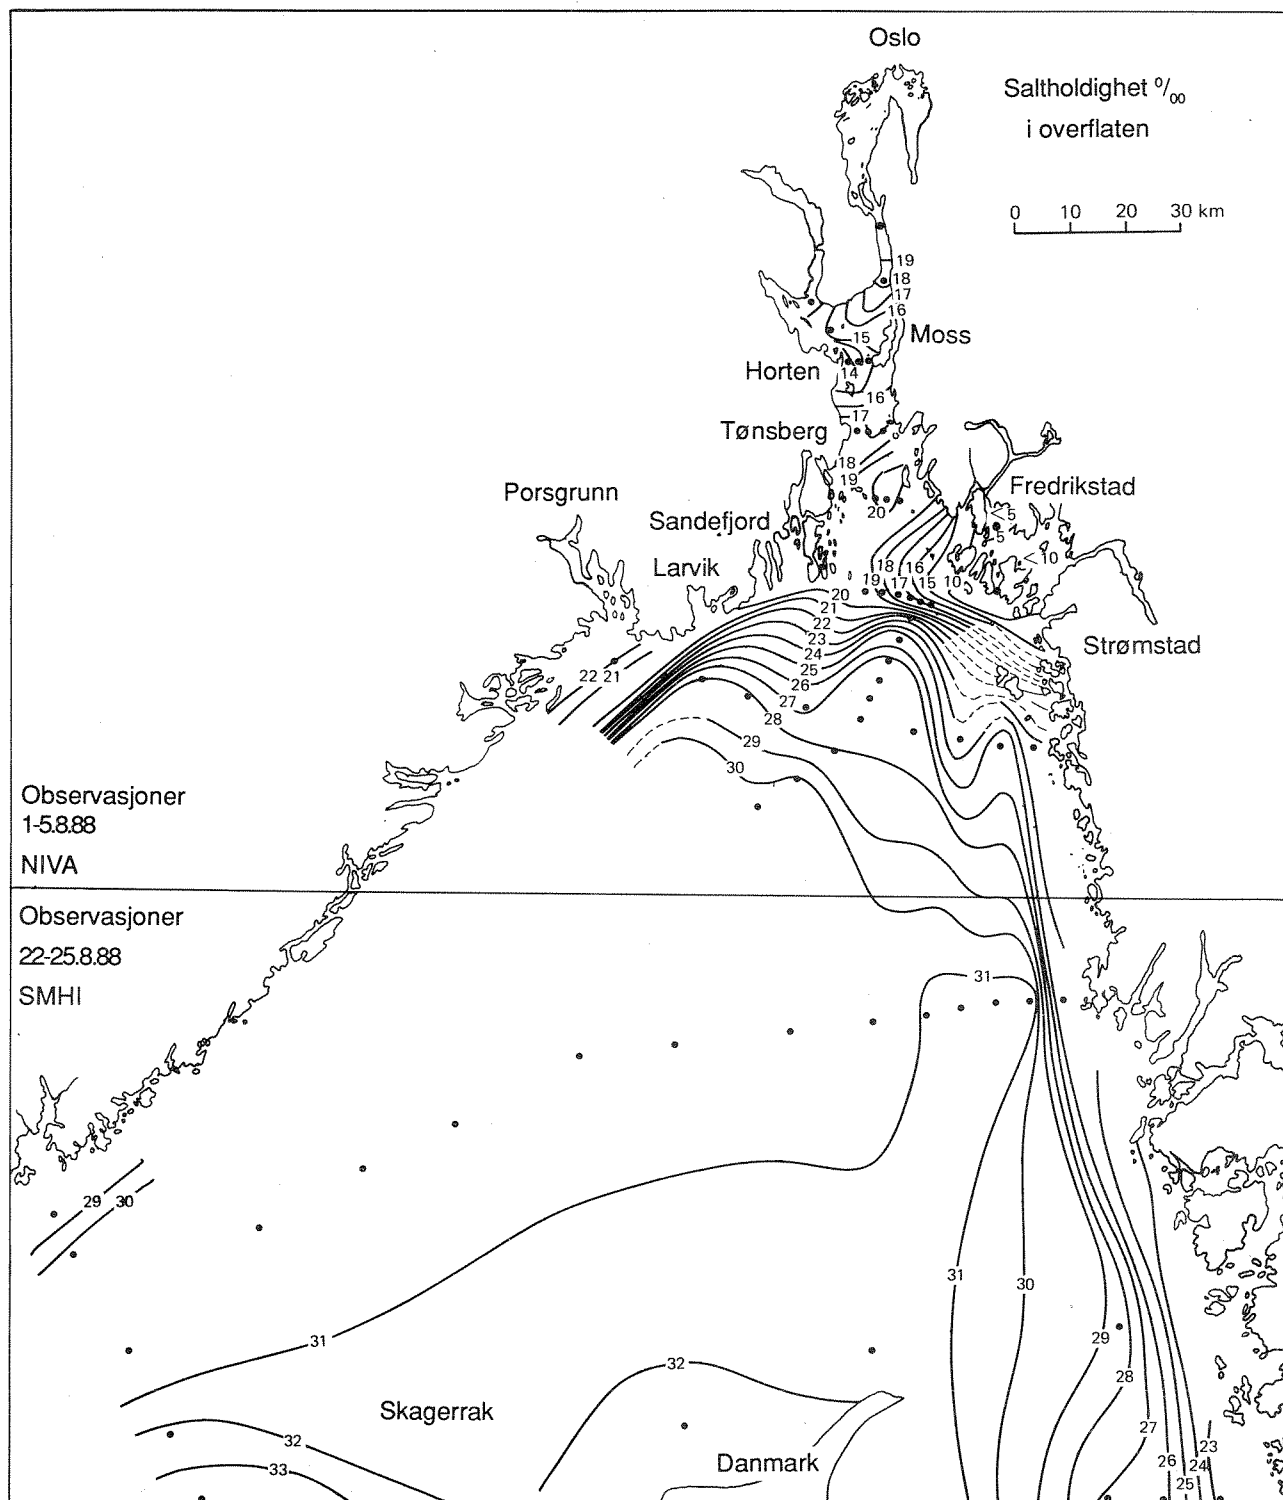 Oslo
Saltholdighet ⁰/₀₀
i overflaten
0 10 20 30 km
19
18
17
16
15
Moss
Horten
14
16
17
Tønsberg
18
19
20
Porsgrunn
Fredrikstad
Sandefjord
Larvik
<5
5
<10
18 16
19 17 15 10
20
21
22
23
24
25
26
27
28
29
30
Strømstad
22 21
Observasjoner
1-5.8.88
NIVA
Observasjoner
22-25.8.88
SMHI
31
29 30
31
30
31
29
32
28
Skagerrak
27
32
23
Danmark
26 24
33
25